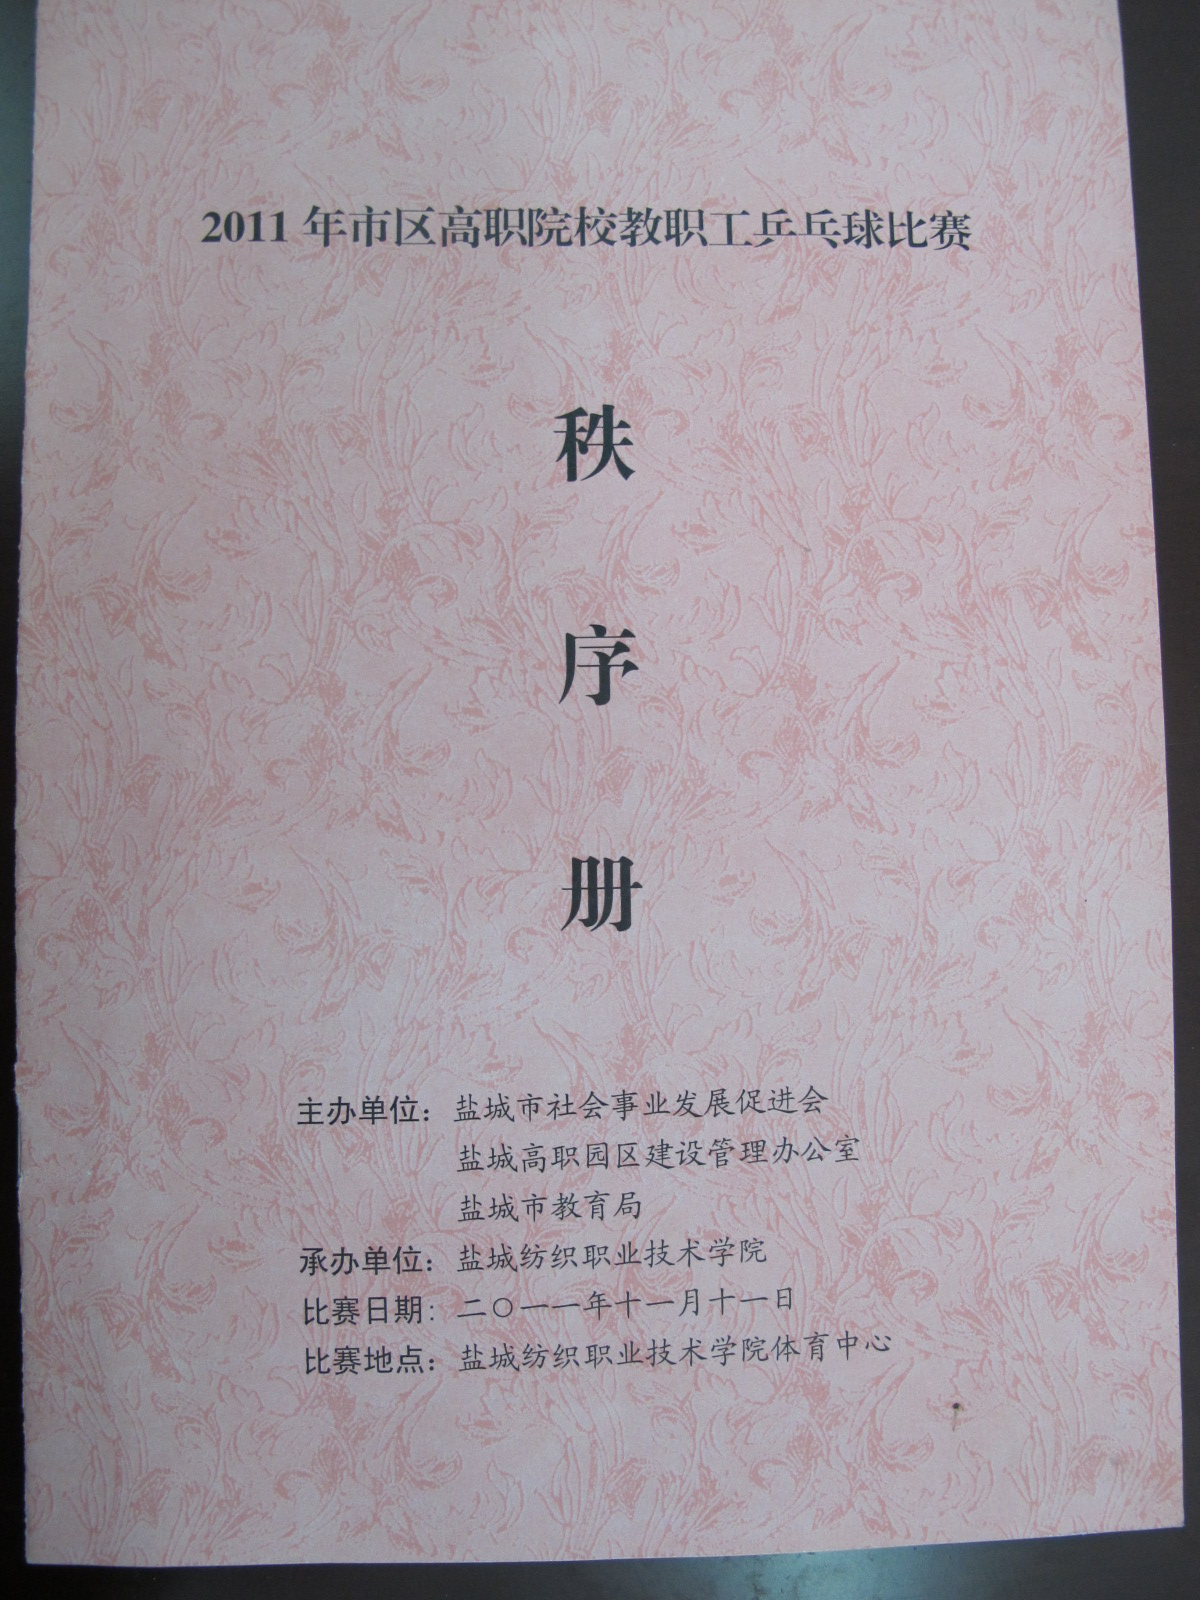 2011 年市区高职院校教职工乒乓球比赛
秩
序
册
主办单位：盐城市社会事业发展促进会
盐城高职园区建设管理办公室
盐城市教育局
承办单位：盐城纺织职业技术学院
比赛日期：二〇一一年十一月十一日
比赛地点：盐城纺织职业技术学院体育中心